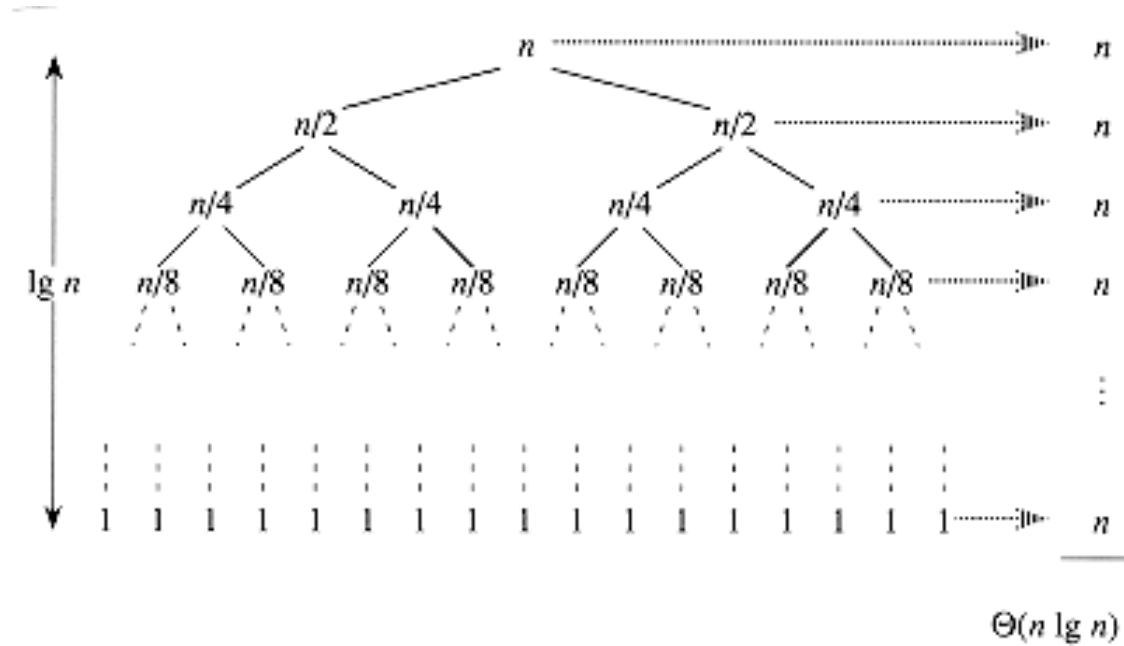 n n
n/2 n/2 n
n/4 n/4 n/4 n/4 n
lg n n/8 n/8 n/8 n/8 n/8 n/8 n/8 n/8 n
⋮
1 1 1 1 1 1 1 1 1 1 1 1 1 1 1 1 1 n
Θ(n lg n)